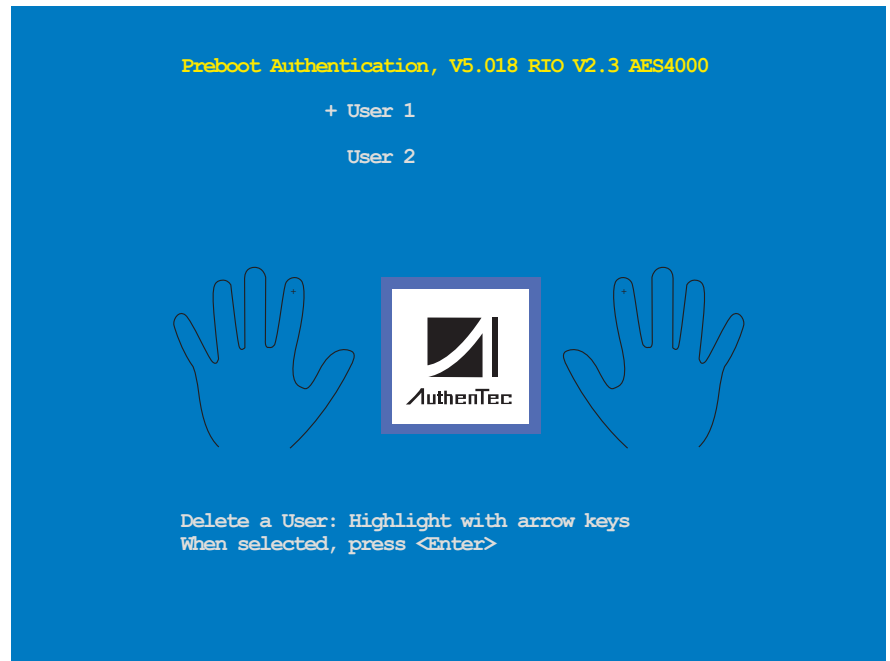 Preboot Authentication, V5.018 RIO V2.3 AES4000
+ User 1
User 2
AuthenTec
Delete a User: Highlight with arrow keys
When selected, press <Enter>